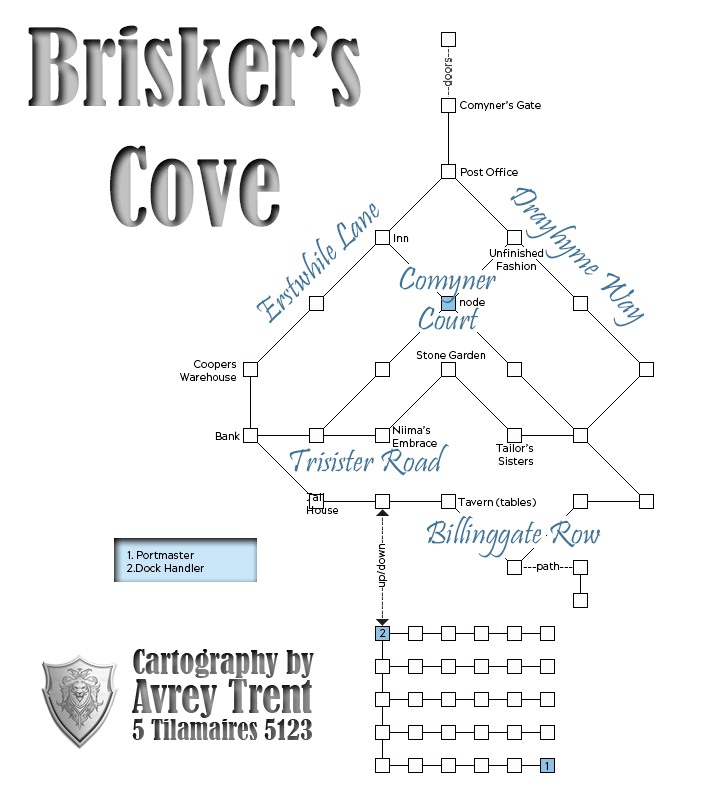 Brisker's
Cove
doors
Comyner's Gate
Post Office
Erstwhile Lane
Drayhyme Way
Inn
Unfinished
Fashion
Comyner
Court
node
Coopers
Warehouse
Stone Garden
Bank
Niima's
Embrace
Tailor's
Sisters
Trisister Road
Tall
House
Tavern (tables)
Billinggate Row
up/down
path
1. Portmaster
2.Dock Handler
2
1
Cartography by
Avrey Trent
5 Tilamaires 5123